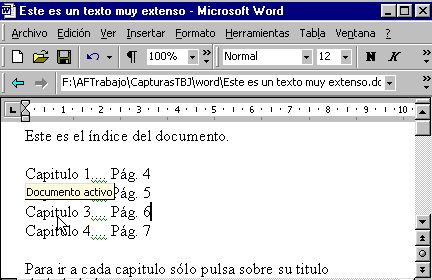 Este es un texto muy extenso - Microsoft Word
Archivo Edición Ver Insertar Formato Herramientas Tabla Ventana ?
100% Normal 12 N K
F:\AFTrabajo\CapturasTBJ\word\Este es un texto muy extenso.dc
1 2 3 4 5 6 7 8 9 10
Este es el índice del documento.
Capitulo 1.... Pág. 4
Documento activo Pág. 5
Capitulo 3.... Pág. 6
Capitulo 4.... Pág. 7
Para ir a cada capitulo sólo pulsa sobre su titulo